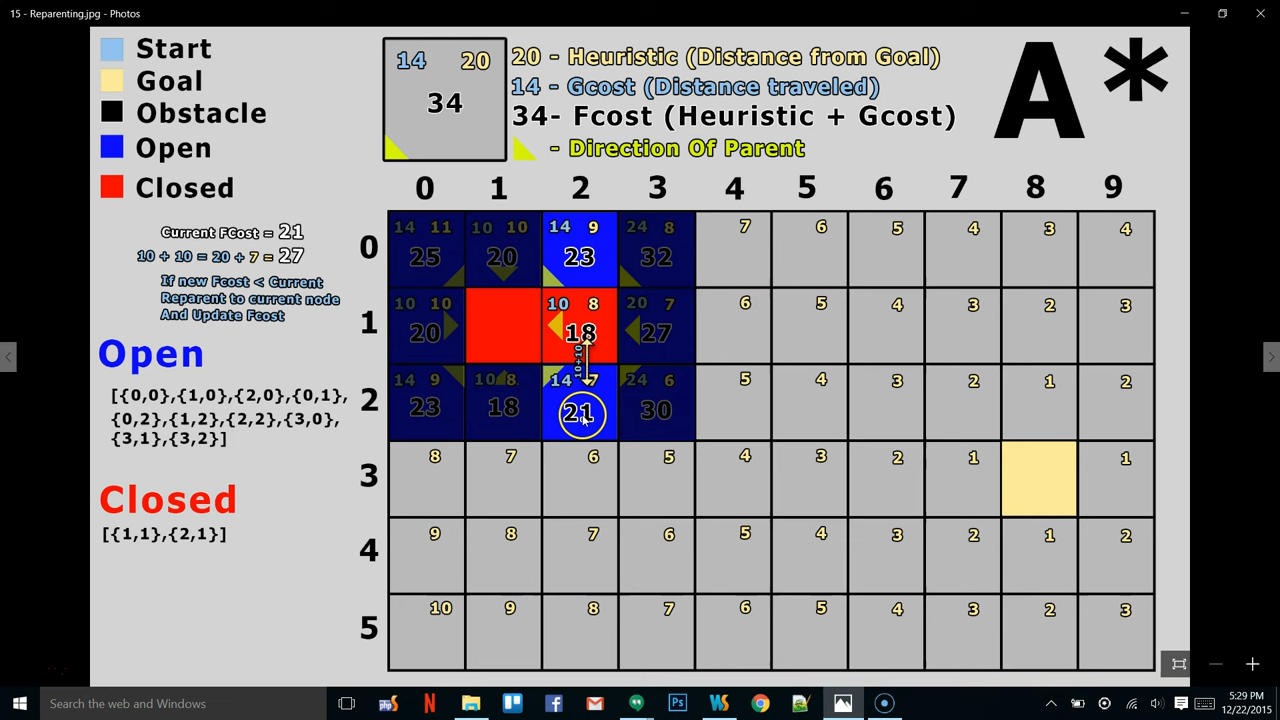 15 - Reparenting.jpg - Photos
Start
Goal
Obstacle
Open
Closed
14 20
34
20 - Heuristic (Distance from Goal)
14 - Gcost (Distance traveled)
34- Fcost (Heuristic + Gcost)
- Direction Of Parent
A*
Current FCost = 21
10 + 10 = 20 + 7 = 27
If new Fcost < Current
Reparent to current node
And Update Fcost
Open
[{0,0},{1,0},{2,0},{0,1},
{0,2},{1,2},{2,2},{3,0},
{3,1},{3,2}]
Closed
[{1,1},{2,1}]
0 1 2 3 4 5 6 7 8 9
0
14 11 10 10 14 9 24 8 7 6 5 4 3 4
25 20 23 32
1
10 10 10 8 20 7 6 5 4 3 2 3
20 18 27
10+10
2
14 9 10 8 14 7 24 6 5 4 3 2 1 2
23 18 21 30
3
8 7 6 5 4 3 2 1 1
4
9 8 7 6 5 4 3 2 1 2
5
10 9 8 7 6 5 4 3 2 3
Search the web and Windows
5:29 PM
12/22/2015